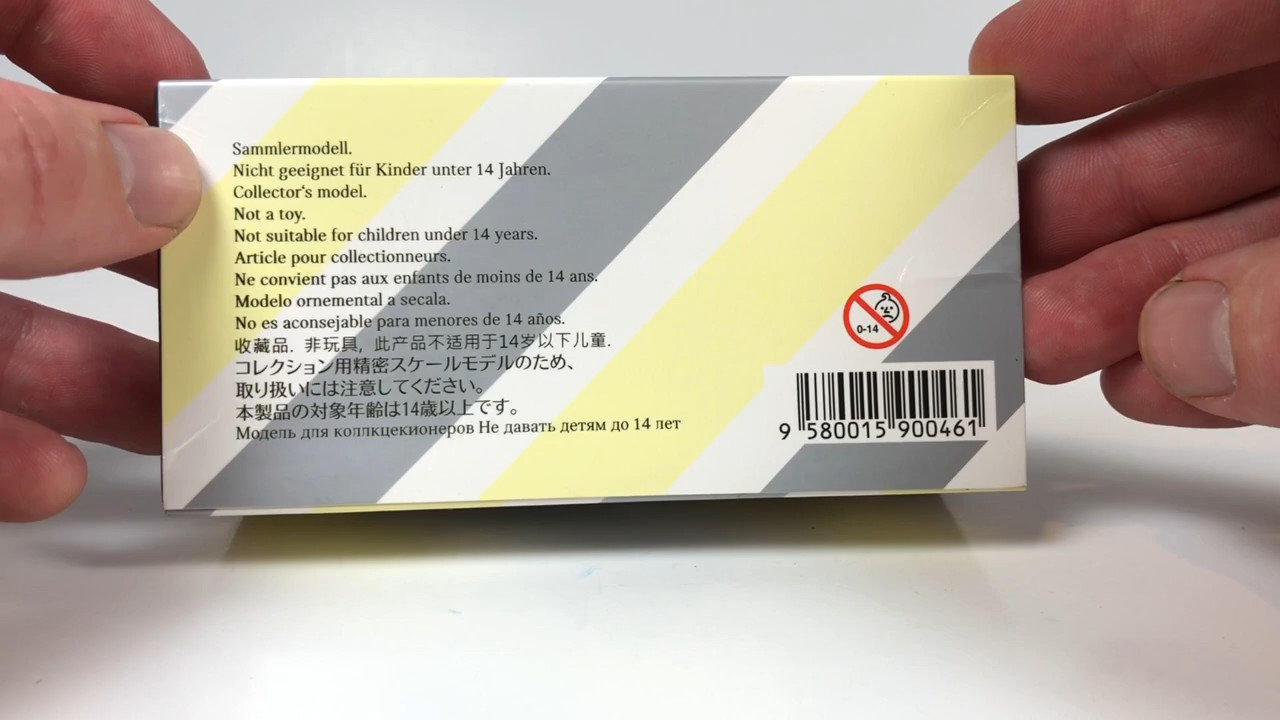 Sammlermodell.
Nicht geeignet für Kinder unter 14 Jahren.
Collector's model.
Not a toy.
Not suitable for children under 14 years.
Article pour collectionneurs.
Ne convient pas aux enfants de moins de 14 ans.
Modelo ornemental a secala.
No es aconsejable para menores de 14 años.
收藏品. 非玩具, 此产品不适用于14岁以下儿童.
コレクション用精密スケールモデルのため、
取り扱いには注意してください。
本製品の対象年齢は14歳以上です。
Модель для коллкцекионеров Не давать детям до 14 лет
0-14
9 580015 900461